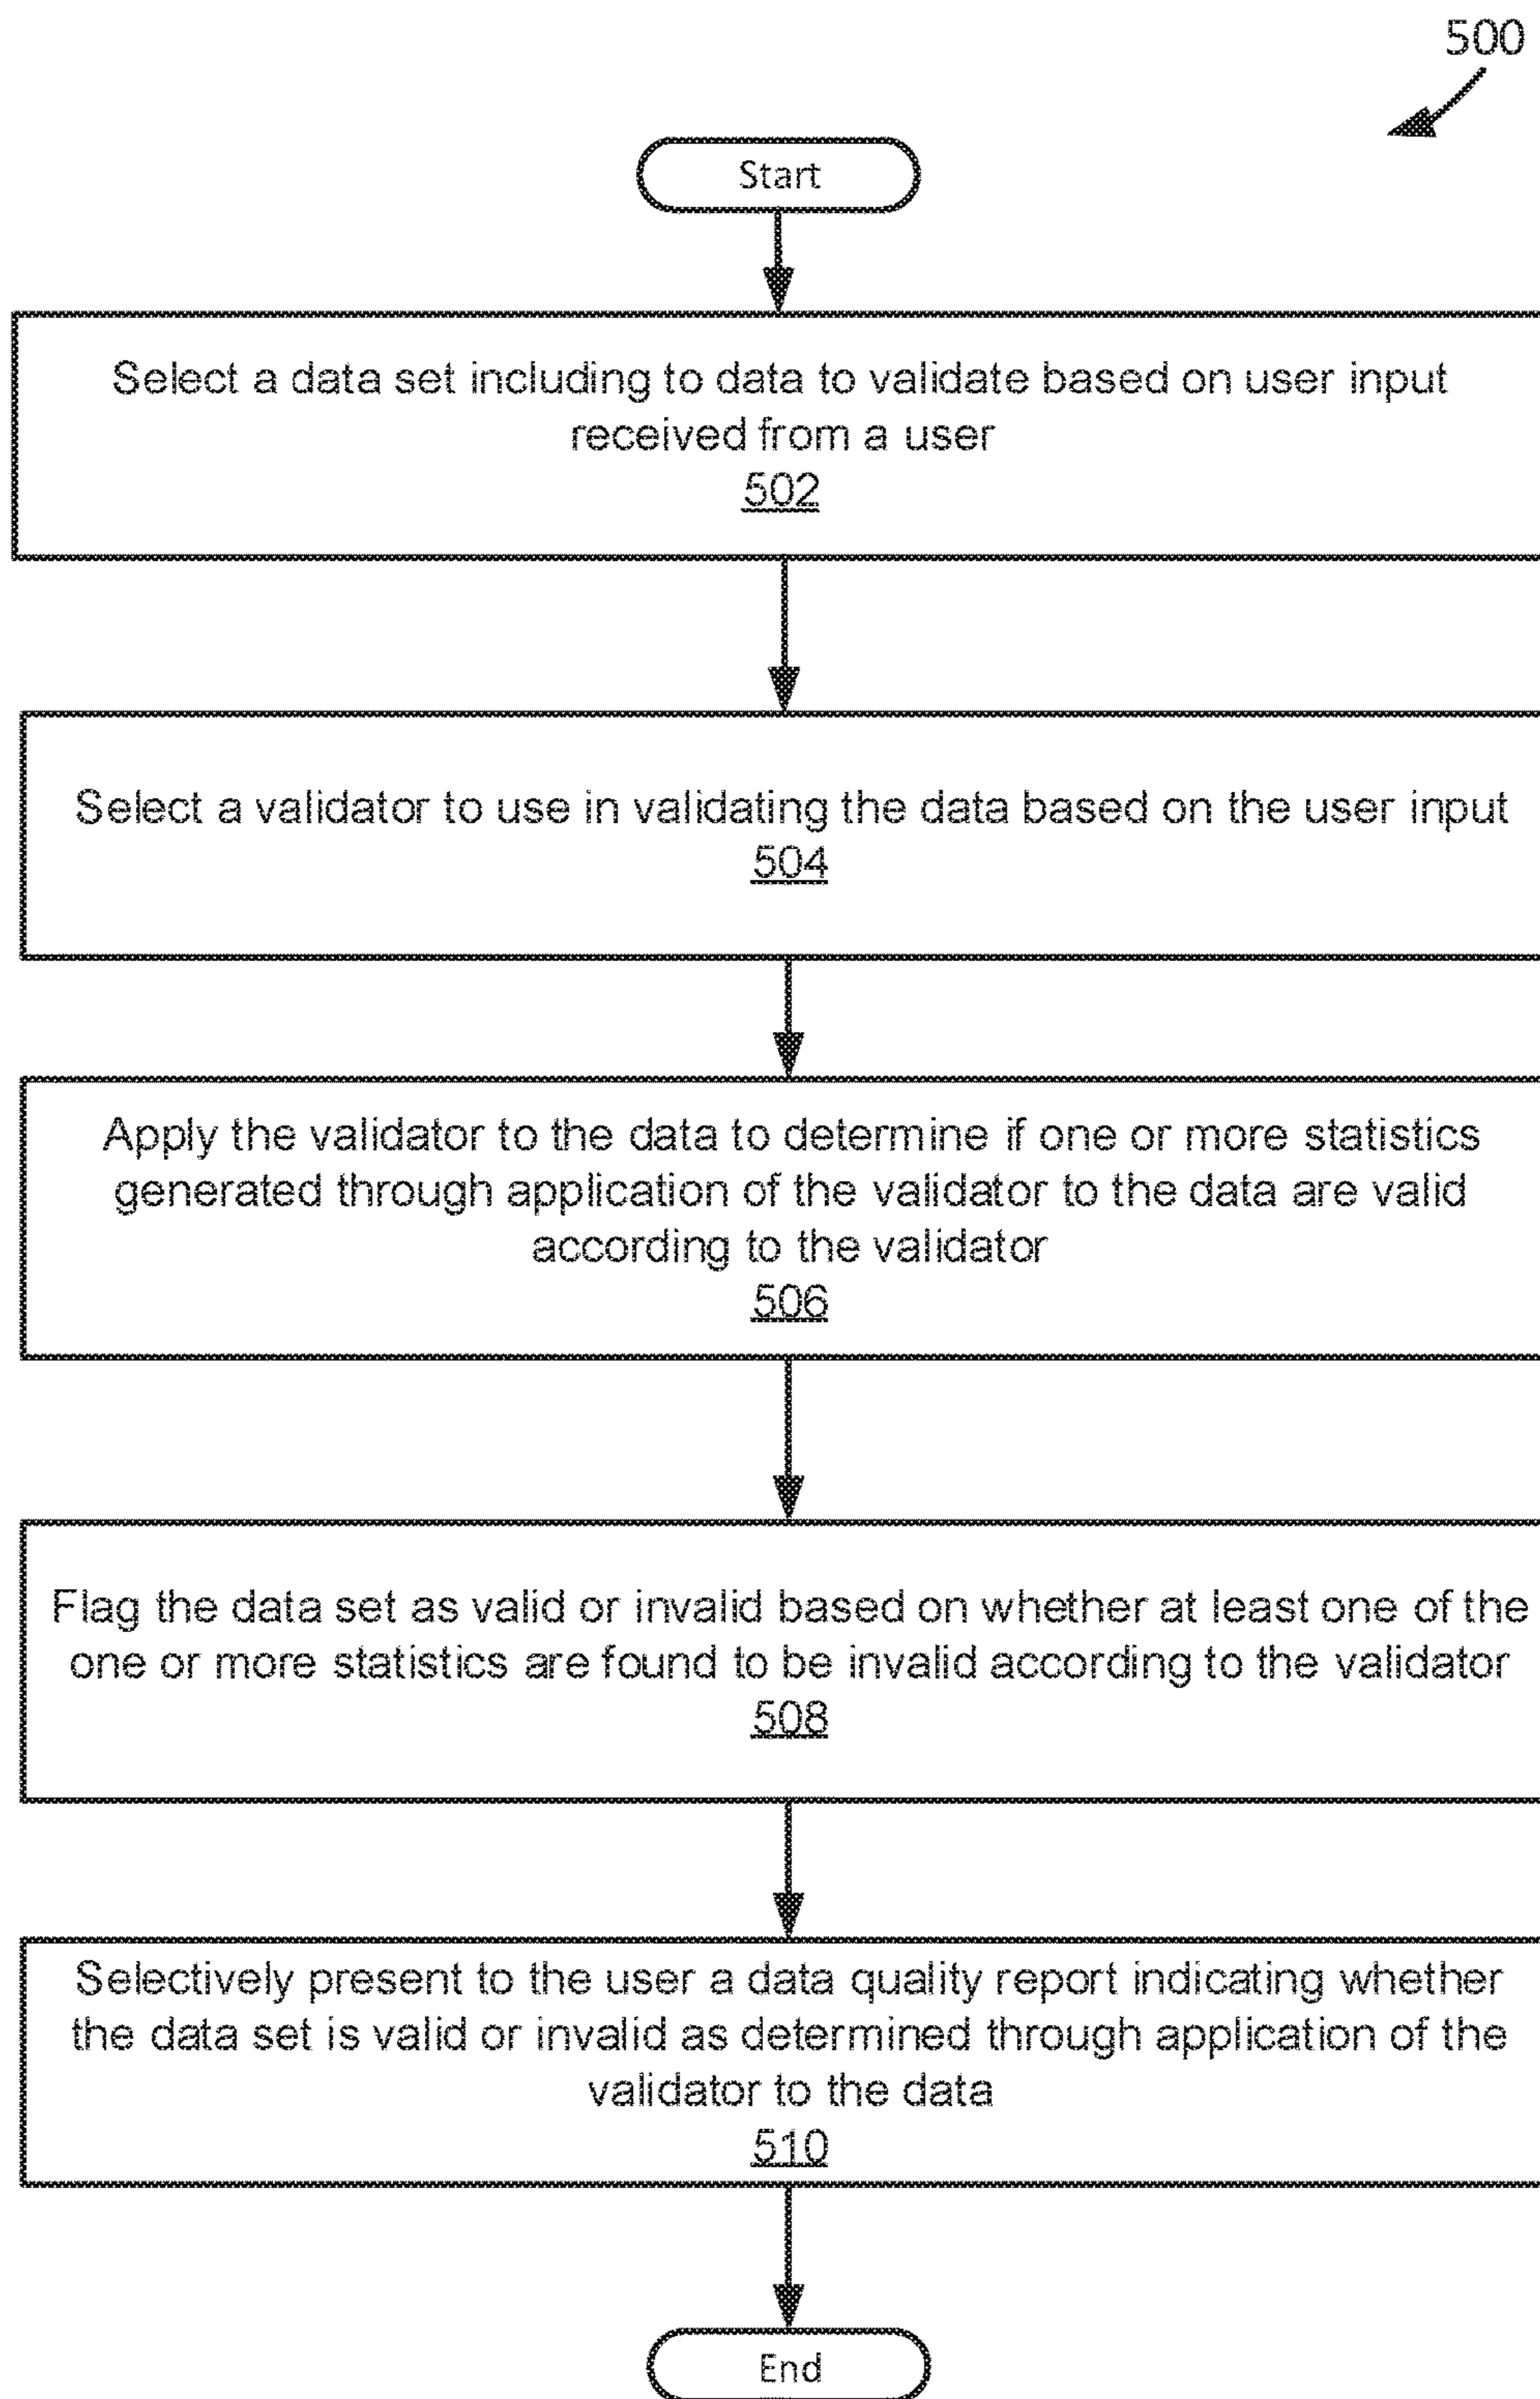 500
Start
Select a data set including to data to validate based on user input
received from a user
502
Select a validator to use in validating the data based on the user input
504
Apply the validator to the data to determine if one or more statistics
generated through application of the validator to the data are valid
according to the validator
506
Flag the data set as valid or invalid based on whether at least one of the
one or more statistics are found to be invalid according to the validator
508
Selectively present to the user a data quality report indicating whether
the data set is valid or invalid as determined through application of the
validator to the data
510
End